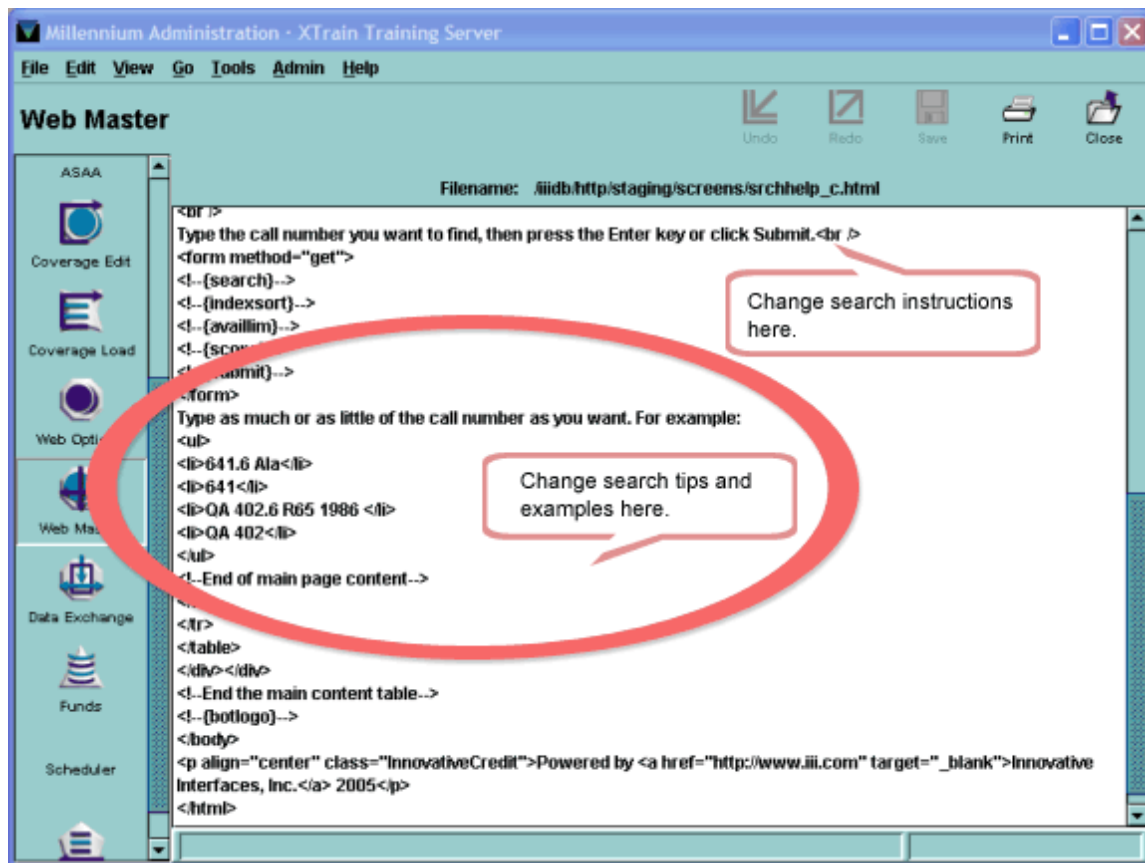 Millennium Administration - XTrain Training Server
File Edit View Go Tools Admin Help
Web Master
Undo Redo Save Print Close
ASAA
Coverage Edit
Coverage Load
Web
Web
Data Exchange
Funds
Scheduler
Filename: /iiidb/http/staging/screens/srchhelp_c.html
<br />
Type the call number you want to find, then press the Enter key or click Submit.<br />
<form method="get">
<!--{search}-->
<!--{indexsort}-->
<!--{availlim}-->
</form>
Type as much or as little of the call number as you want. For example:
<ul>
<li>641.6 Ala</li>
<li>641</li>
<li>QA 402.6 R65 1986 </li>
<li>QA 402</li>
</ul>
<!--End of main page content-->
</tr>
</table>
</div></div>
<!--End the main content table-->
<!--{botlogo}-->
</body>
<p align="center" class="InnovativeCredit">Powered by <a href="http://www.iii.com" target="_blank">Innovative
Interfaces, Inc.</a> 2005</p>
</html>
Change search instructions
here.
Change search tips and
examples here.